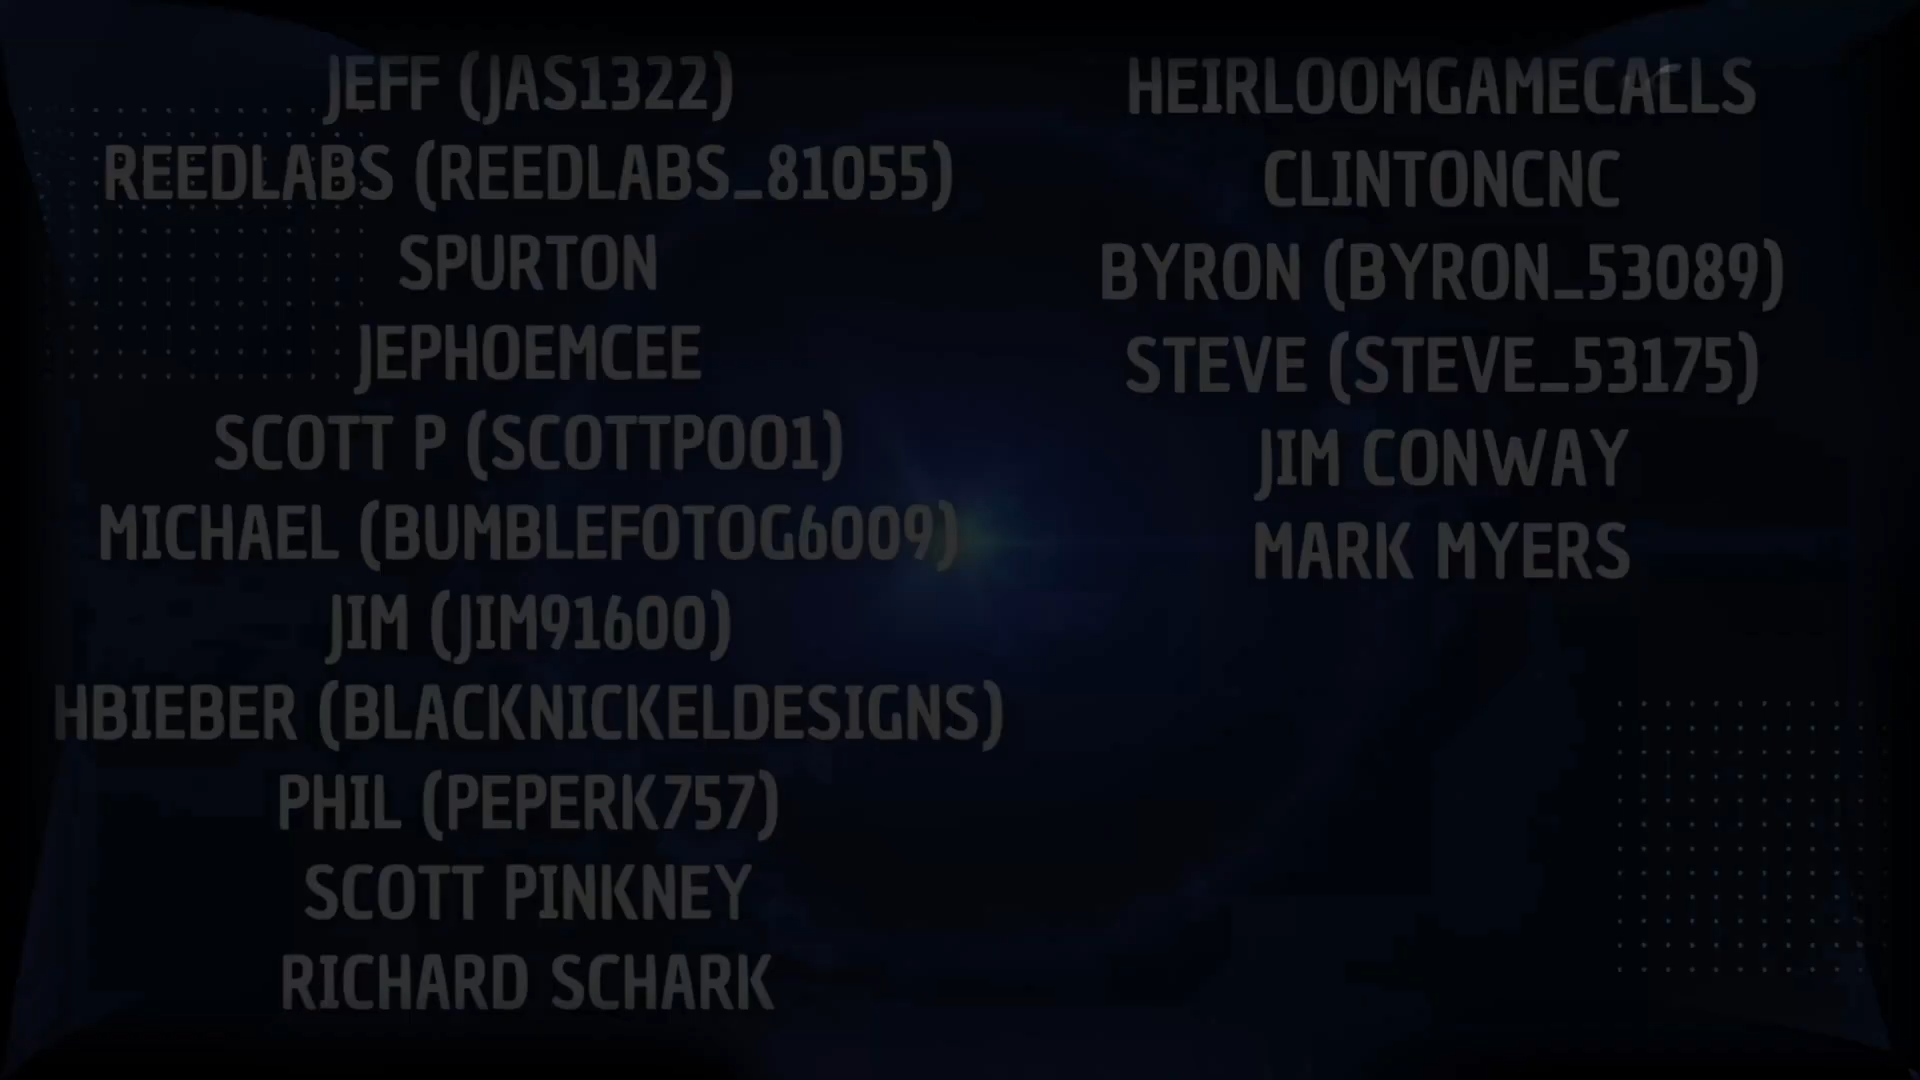 JEFF (JAS1322)
REEDLABS (REEDLABS_81055)
SPURTON
JEPHOEMCEE
SCOTT P (SCOTTP001)
MICHAEL (BUMBLEFOTOG6009)
JIM (JIM91600)
HBIEBER (BLACKNICKELDESIGNS)
PHIL (PEPERK757)
SCOTT PINKNEY
RICHARD SCHARK
HEIRLOOMGAMECALLS
CLINTONCNC
BYRON (BYRON_53089)
STEVE (STEVE_53175)
JIM CONWAY
MARK MYERS